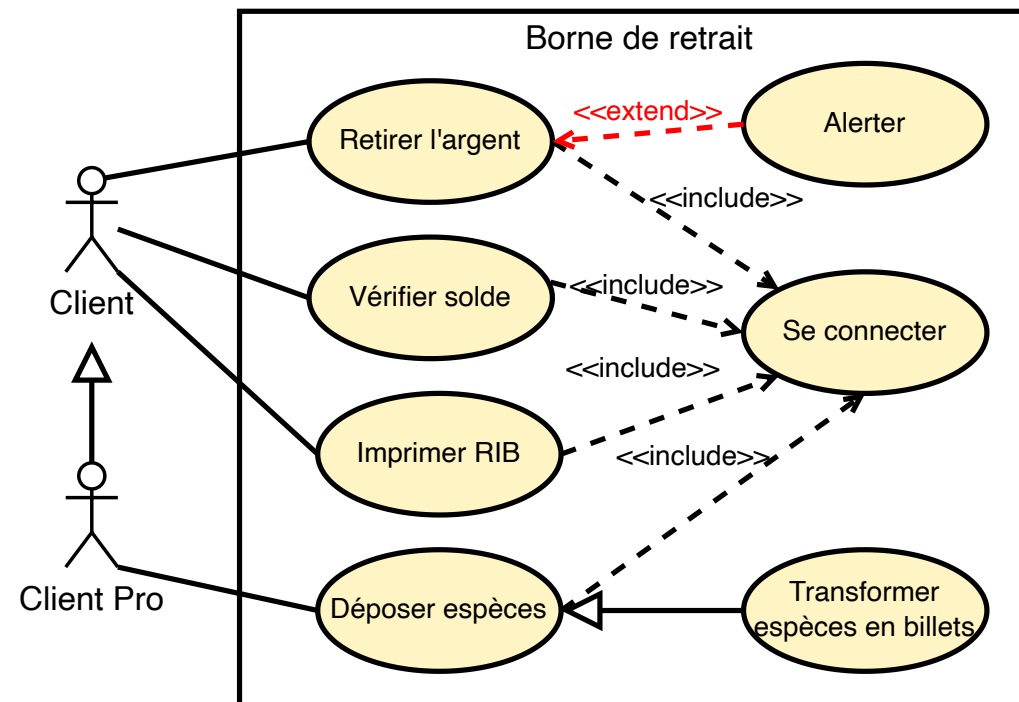 Borne de retrait
Retirer l'argent
<<extend>>
Alerter
<<include>>
Client
Vérifier solde
<<include>>
Se connecter
<<include>>
Imprimer RIB
<<include>>
Client Pro
Déposer espèces
Transformer
espèces en billets